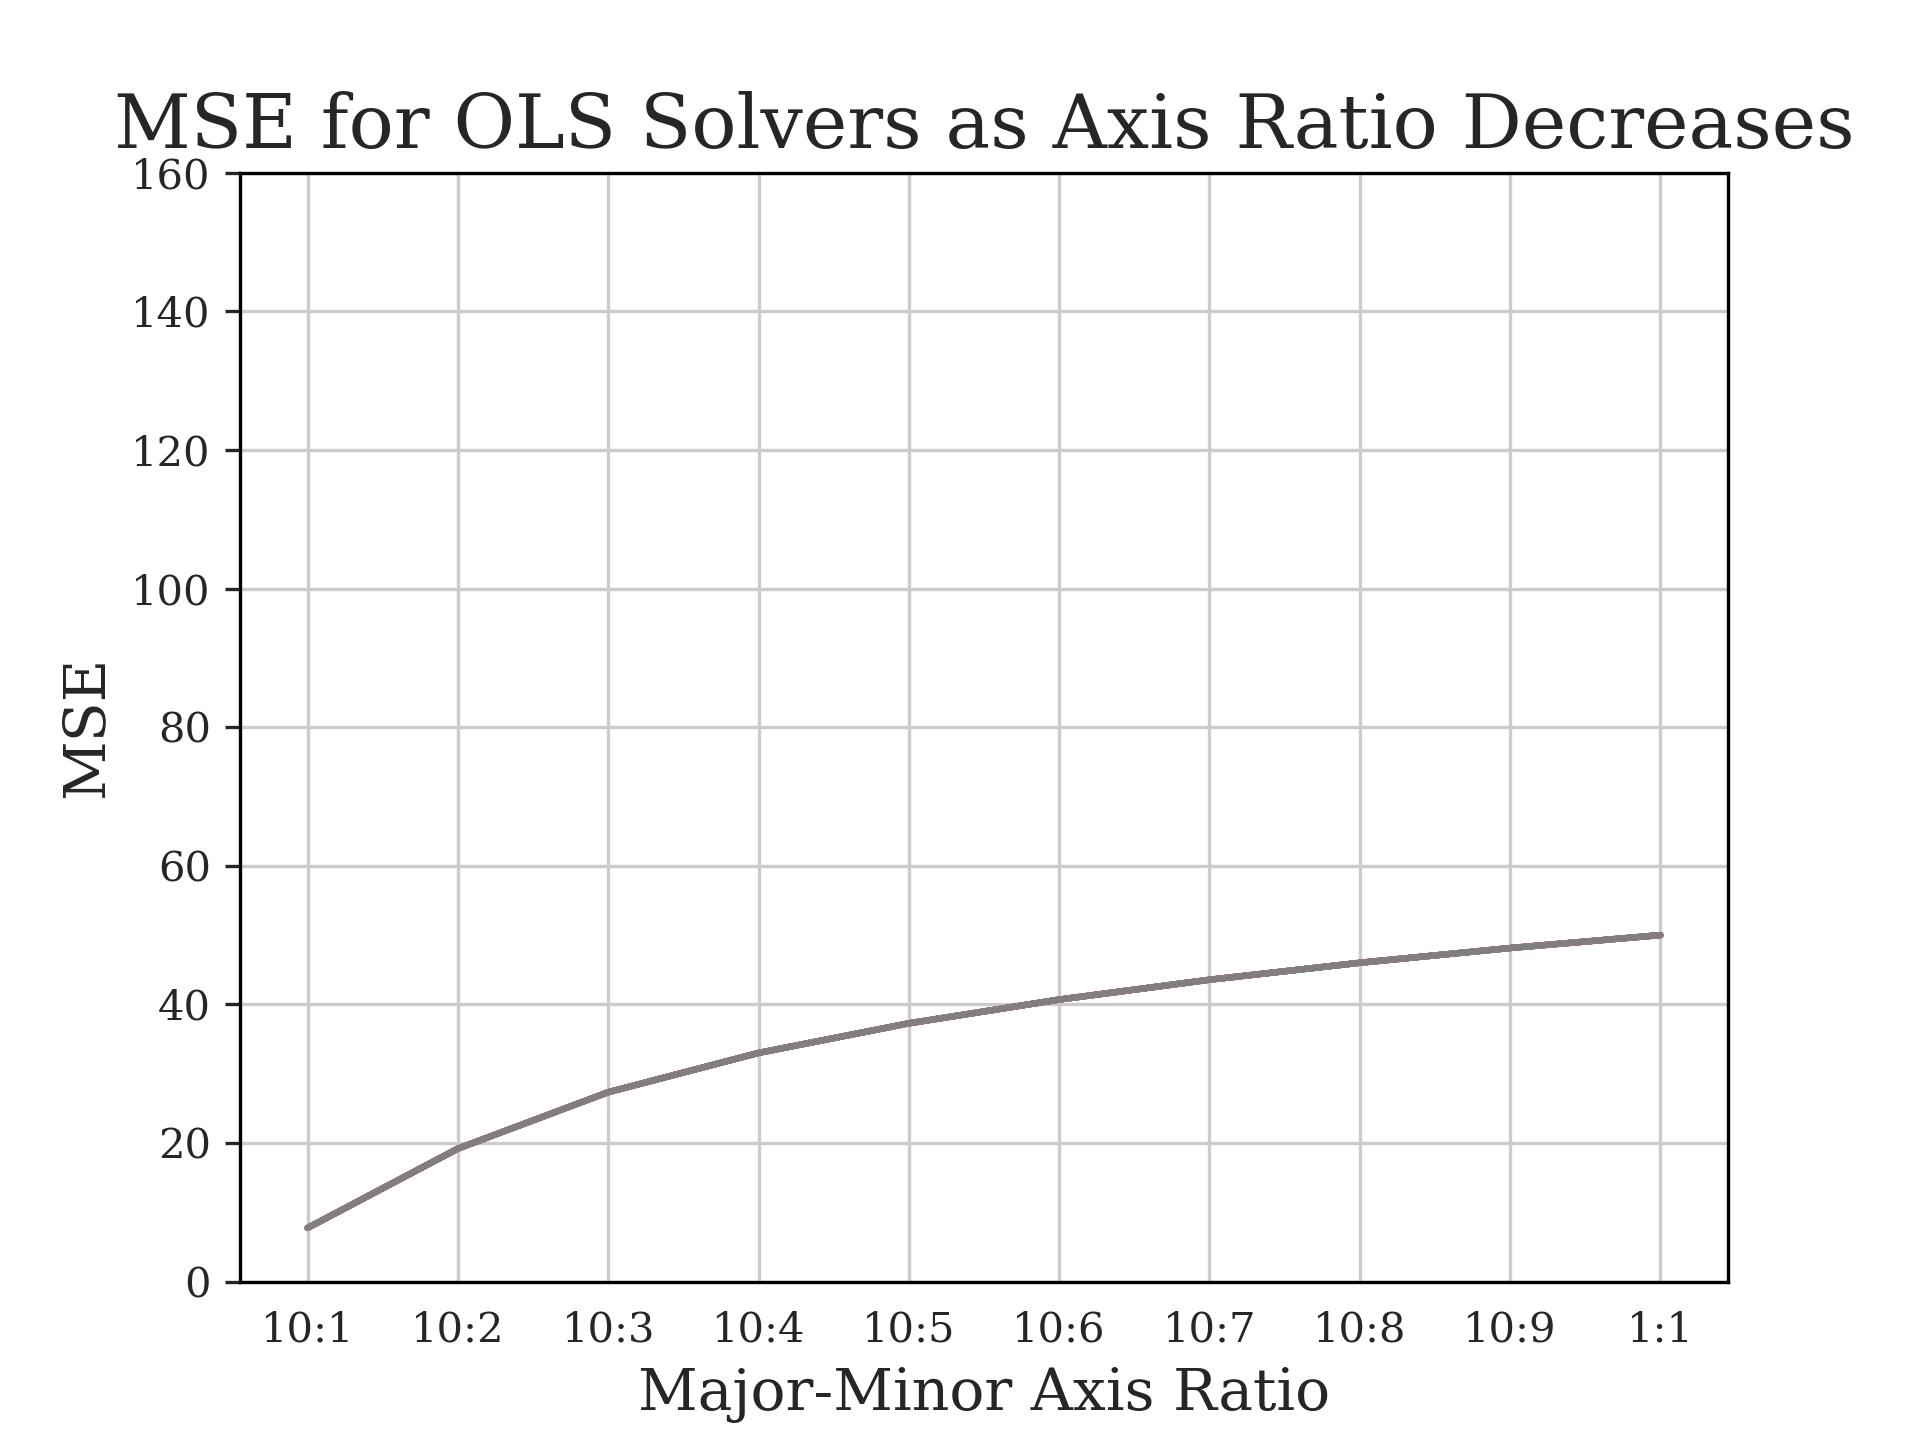 MSE for OLS Solvers as Axis Ratio Decreases
160
140
120
100
80
60
40
20
0
MSE
10:1 10:2 10:3 10:4 10:5 10:6 10:7 10:8 10:9 1:1
Major-Minor Axis Ratio